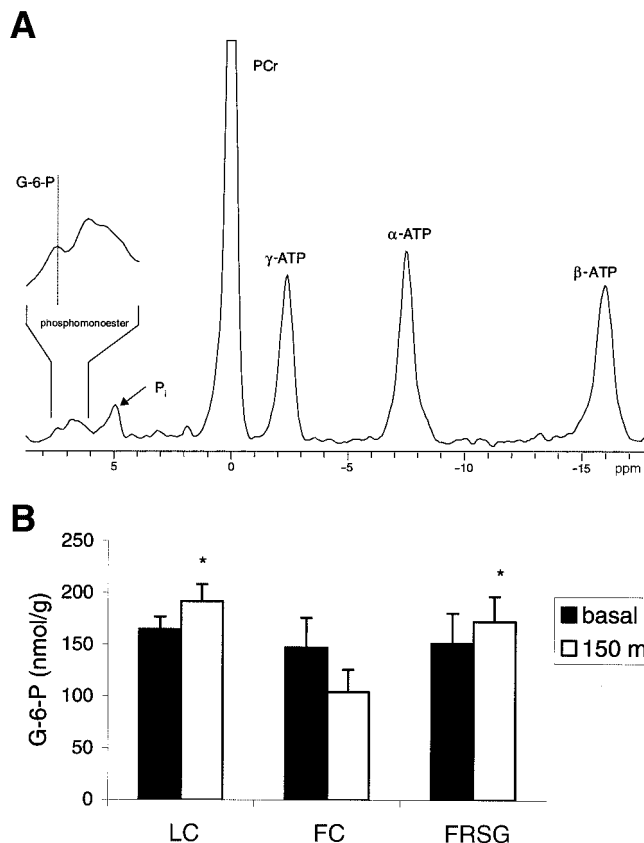 A
PCr
G-6-P
γ-ATP
α-ATP
β-ATP
phosphomonoester
Pi
5 0 -5 -10 -15 ppm
B
G-6-P (nmol/g)
250
200
150
100
50
0
* *
basal
150 m
LC FC FRSG